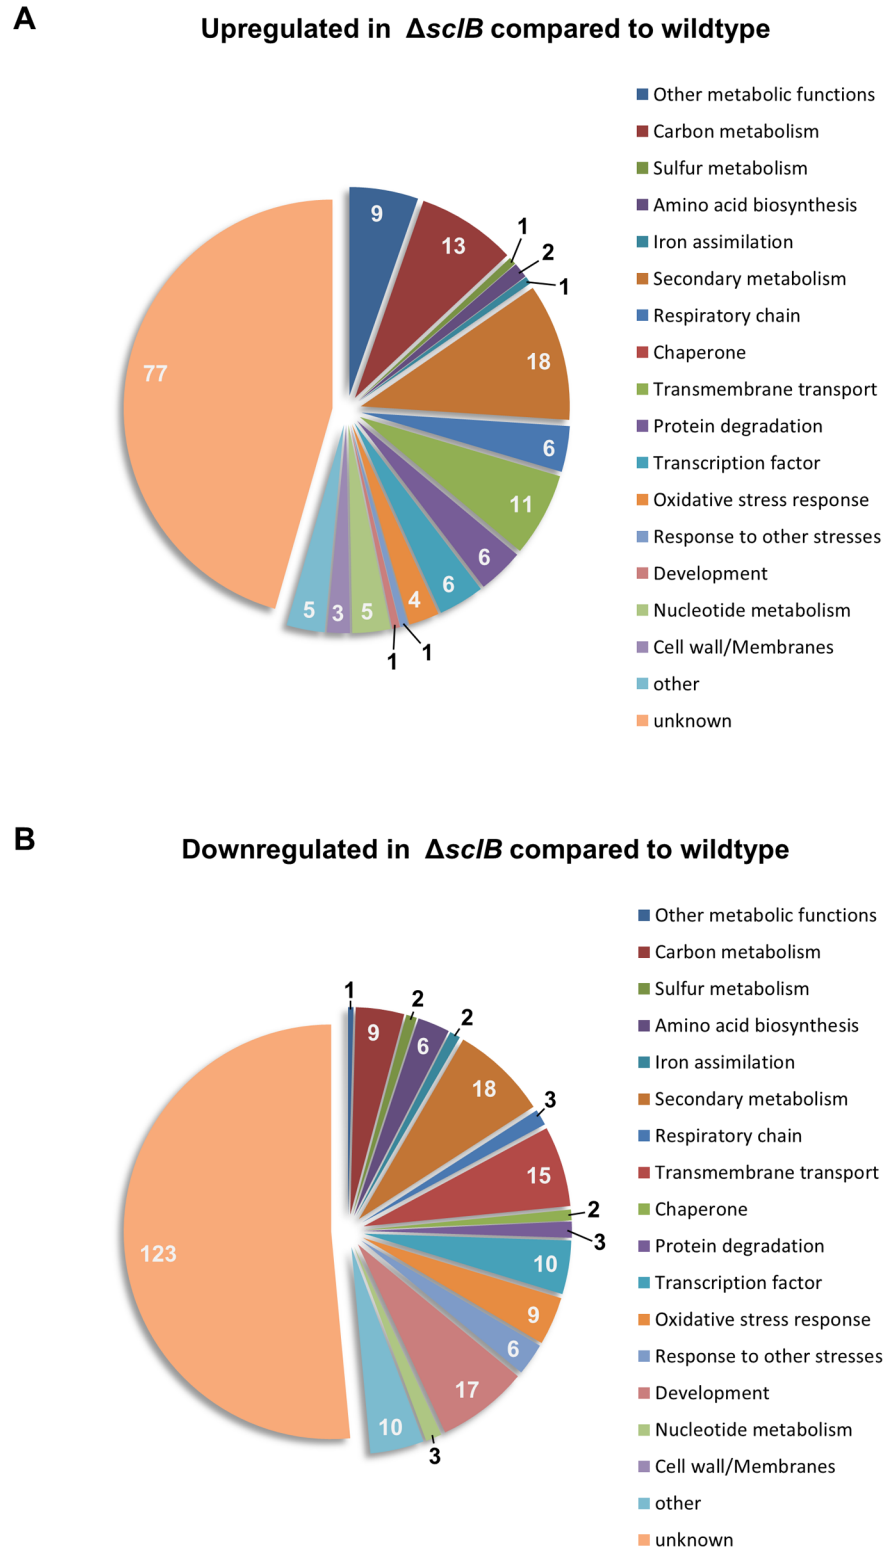 A
Upregulated in ΔsclB compared to wildtype
9
13
1
2
1
18
6
11
6
6
4
1
1
5
3
5
77
Other metabolic functions
Carbon metabolism
Sulfur metabolism
Amino acid biosynthesis
Iron assimilation
Secondary metabolism
Respiratory chain
Chaperone
Transmembrane transport
Protein degradation
Transcription factor
Oxidative stress response
Response to other stresses
Development
Nucleotide metabolism
Cell wall/Membranes
other
unknown
B
Downregulated in ΔsclB compared to wildtype
1
9
2
6
2
18
3
15
2
3
10
9
6
17
3
10
123
Other metabolic functions
Carbon metabolism
Sulfur metabolism
Amino acid biosynthesis
Iron assimilation
Secondary metabolism
Respiratory chain
Transmembrane transport
Chaperone
Protein degradation
Transcription factor
Oxidative stress response
Response to other stresses
Development
Nucleotide metabolism
Cell wall/Membranes
other
unknown